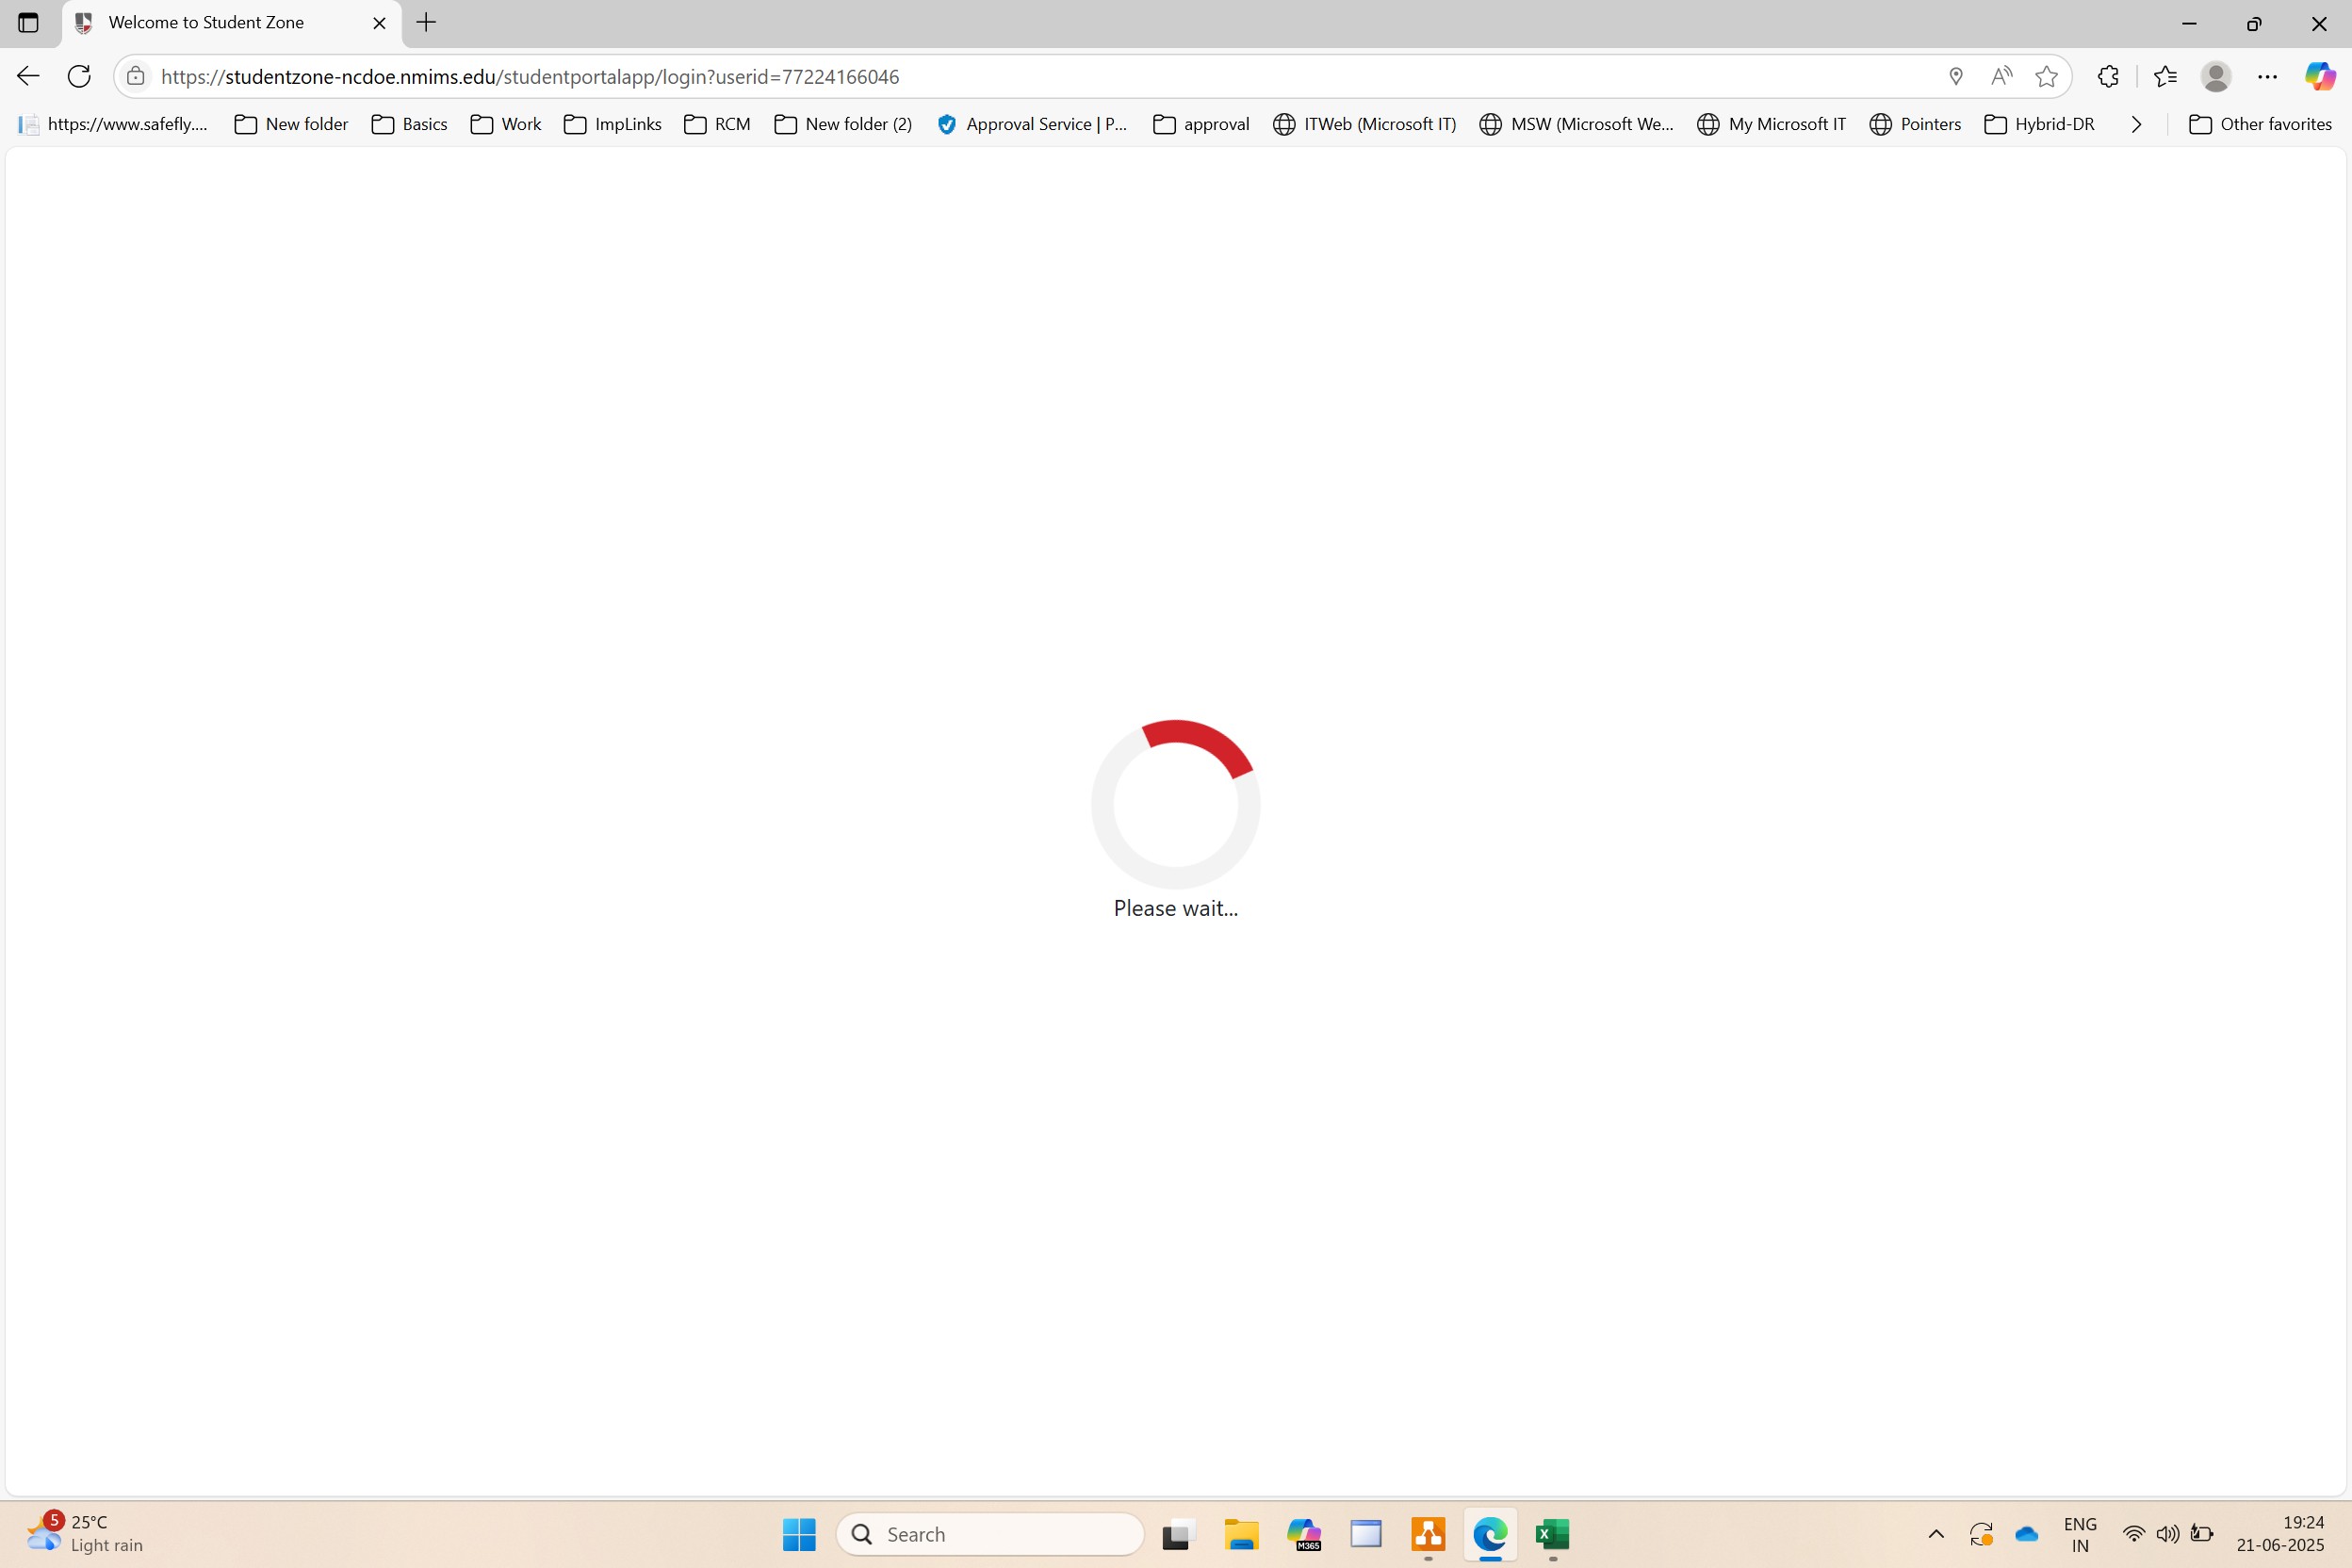 Welcome to Student Zone
https://studentzone-ncdoe.nmims.edu/studentportalapp/login?userid=77224166046
https://www.safefly.... New folder Basics Work ImpLinks RCM New folder (2) Approval Service | P... approval ITWeb (Microsoft IT) MSW (Microsoft We... My Microsoft IT Pointers Hybrid-DR Other favorites
Please wait...
5 25°C
Light rain
Search
M365
ENG
IN
19:24
21-06-2025